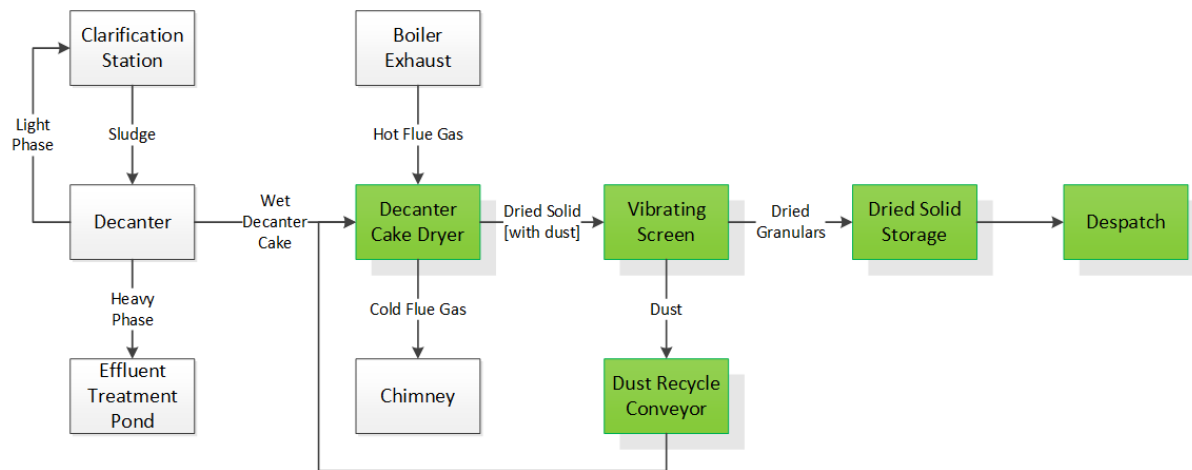 Clarification
Station
Boiler
Exhaust
Light
Phase
Sludge
Hot Flue Gas
Decanter
Wet
Decanter
Cake
Decanter
Cake Dryer
Dried Solid
[with dust]
Vibrating
Screen
Dried
Granulars
Dried Solid
Storage
Despatch
Heavy
Phase
Cold Flue Gas
Dust
Effluent
Treatment
Pond
Chimney
Dust Recycle
Conveyor